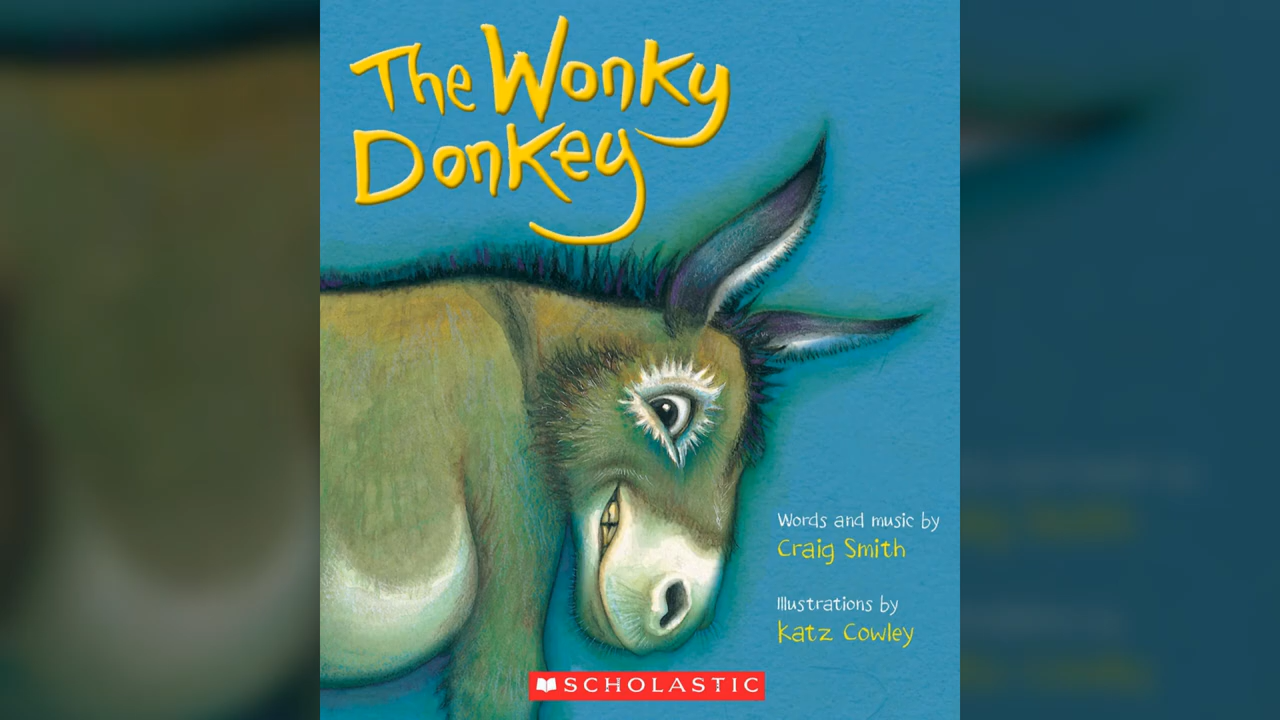 The Wonky
Donkey
Words and music by
Craig Smith
Illustrations by
Katz Cowley
SCHOLASTIC